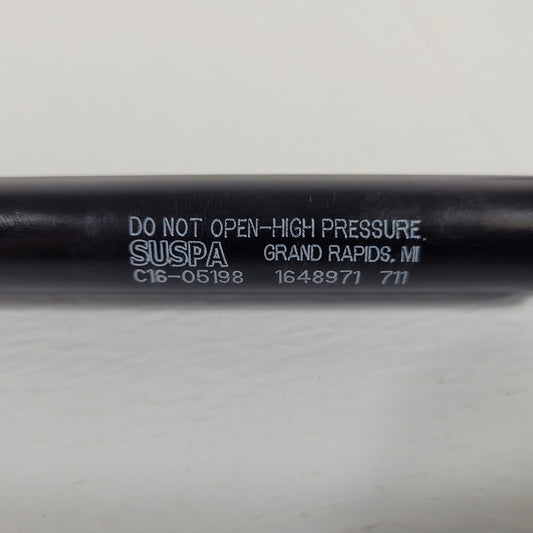 DO NOT OPEN-HIGH PRESSURE.
SUSPA GRAND RAPIDS, MI
C16-05198 1648971 711